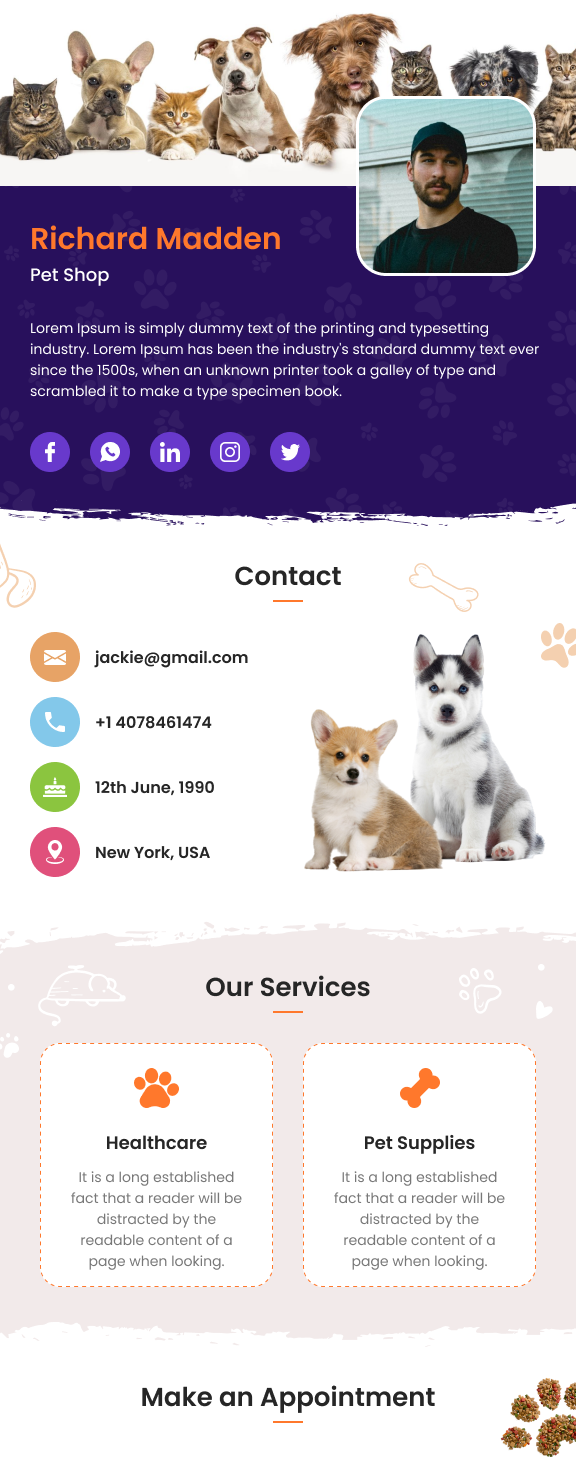 Richard Madden
Pet Shop
Lorem Ipsum is simply dummy text of the printing and typesetting
industry. Lorem Ipsum has been the industry's standard dummy text ever
since the 1500s, when an unknown printer took a galley of type and
scrambled it to make a type specimen book.
Contact
jackie@gmail.com
+1 4078461474
12th June, 1990
New York, USA
Our Services
Healthcare
It is a long established
fact that a reader will be
distracted by the
readable content of a
page when looking.
Pet Supplies
It is a long established
fact that a reader will be
distracted by the
readable content of a
page when looking.
Make an Appointment